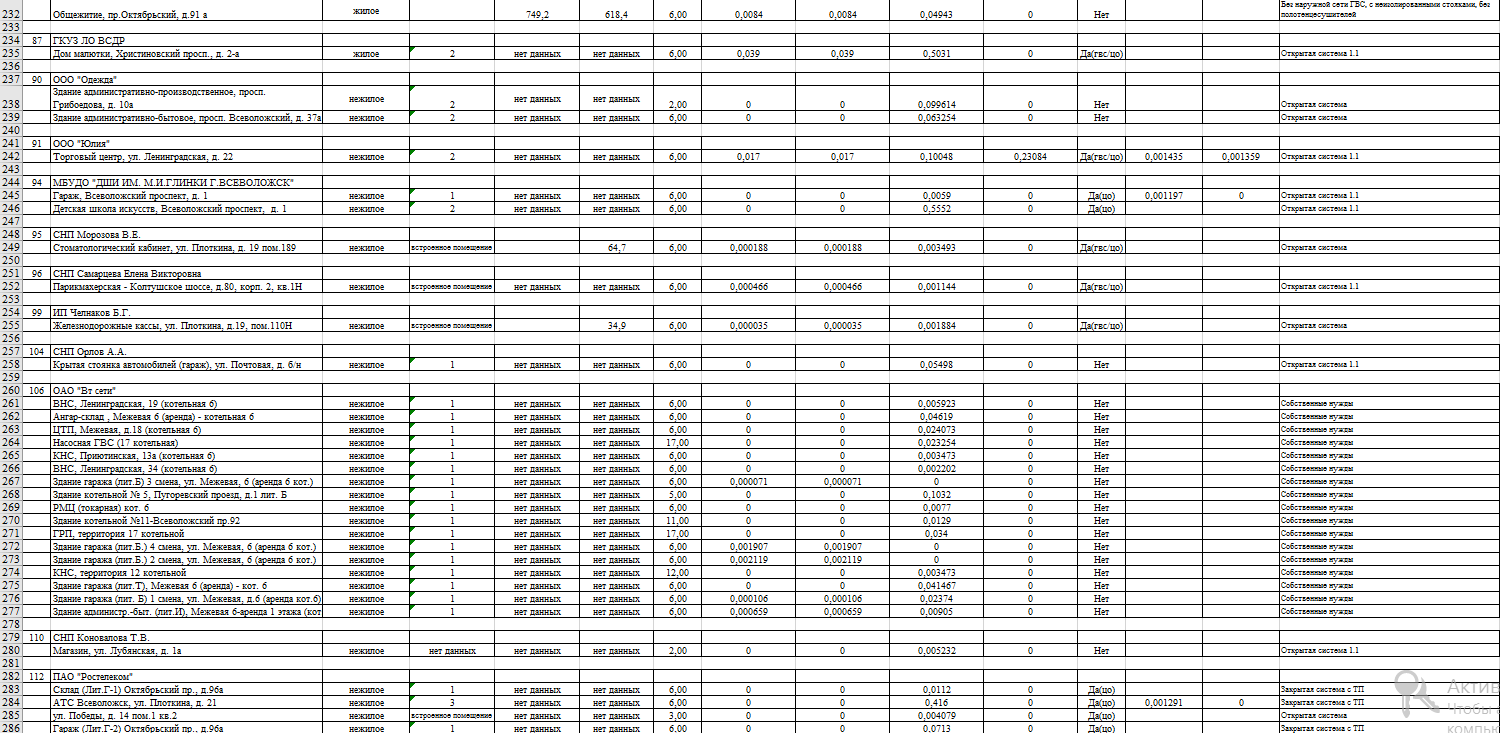 232 Общежитие, пр.Октябрьский, д.91 а жилое 749,2 618,4 6,00 0,0084 0,0084 0,04943 0 Нет Без наружной сети ГВС, с неизолированными стояками, без полотенцесушителей
233
234 87 ГКУЗ ЛО ВСДР
235 Дом малютки, Христиновский просп., д. 2-а жилое 2 нет данных нет данных 6,00 0,039 0,039 0,5031 0 Да(гвс/цо) Открытая система 1.1
236
237 90 ООО "Одежда"
238 Здание административно-производственное, просп. Грибоедова, д. 10а нежилое 2 нет данных нет данных 2,00 0 0 0,099614 0 Нет Открытая система
239 Здание административно-бытовое, просп. Всеволожский, д. 37а нежилое 2 нет данных нет данных 6,00 0 0 0,063254 0 Нет Открытая система
240
241 91 ООО "Юлия"
242 Торговый центр, ул. Ленинградская, д. 22 нежилое 2 нет данных нет данных 6,00 0,017 0,017 0,10048 0,23084 Да(гвс/цо) 0,001435 0,001359 Открытая система 1.1
243
244 94 МБУДО "ДШИ ИМ. М.И.ГЛИНКИ Г.ВСЕВОЛОЖСК"
245 Гараж, Всеволожский проспект, д. 1 нежилое 1 нет данных нет данных 6,00 0 0 0,0059 0 Да(цо) 0,001197 0 Открытая система 1.1
246 Детская школа искусств, Всеволожский проспект, д. 1 нежилое 2 нет данных нет данных 6,00 0 0 0,5552 0 Да(цо) Открытая система 1.1
247
248 95 СНП Морозова В.Е.
249 Стоматологический кабинет, ул. Плоткина, д. 19 пом.189 нежилое встроенное помещение 64,7 6,00 0,000188 0,000188 0,003493 0 Да(гвс/цо) Открытая система
250
251 96 СНП Самарцева Елена Викторовна
252 Парикмахерская - Колтушское шоссе, д.80, корп. 2, кв.1Н нежилое встроенное помещение нет данных нет данных 6,00 0,000466 0,000466 0,001144 0 Да(гвс/цо) Открытая система 1.1
253
254 99 ИП Челнаков Б.Г.
255 Железнодорожные кассы, ул. Плоткина, д.19, пом.110Н нежилое встроенное помещение 34,9 6,00 0,000035 0,000035 0,001884 0 Да(гвс/цо) Открытая система
256
257 104 СНП Орлов А.А.
258 Крытая стоянка автомобилей (гараж), ул. Почтовая, д. б/н нежилое 1 нет данных нет данных 6,00 0 0 0,05498 0 Нет Открытая система 1.1
259
260 106 ОАО "Вт сети"
261 ВНС, Ленинградская, 19 (котельная 6) нежилое 1 нет данных нет данных 6,00 0 0 0,005923 0 Нет Собственные нужды
262 Ангар-склад , Межевая 6 (аренда) - котельная 6 нежилое 1 нет данных нет данных 6,00 0 0 0,04619 0 Нет Собственные нужды
263 ЦТП, Межевая, д.18 (котельная 6) нежилое 1 нет данных нет данных 6,00 0 0 0,024073 0 Нет Собственные нужды
264 Насосная ГВС (17 котельная) нежилое 1 нет данных нет данных 17,00 0 0 0,023254 0 Нет Собственные нужды
265 КНС, Приютинская, 13а (котельная 6) нежилое 1 нет данных нет данных 6,00 0 0 0,003473 0 Нет Собственные нужды
266 ВНС, Ленинградская, 34 (котельная 6) нежилое 1 нет данных нет данных 6,00 0 0 0,002202 0 Нет Собственные нужды
267 Здание гаража (лит.Б) 3 смена, ул. Межевая, 6 (аренда 6 кот.) нежилое 1 нет данных нет данных 6,00 0,000071 0,000071 0 0 Нет Собственные нужды
268 Здание котельной № 5, Пугоревский проезд, д.1 лит. Б нежилое 1 нет данных нет данных 5,00 0 0 0,1032 0 Нет Собственные нужды
269 РМЦ (токарная) кот. 6 нежилое 1 нет данных нет данных 6,00 0 0 0,0077 0 Нет Собственные нужды
270 Здание котельной №11-Всеволожский пр.92 нежилое 1 нет данных нет данных 11,00 0 0 0,0129 0 Нет Собственные нужды
271 ГРП, территория 17 котельной нежилое 1 нет данных нет данных 17,00 0 0 0,034 0 Нет Собственные нужды
272 Здание гаража (лит.Б.) 4 смена, ул. Межевая, 6 (аренда 6 кот.) нежилое 1 нет данных нет данных 6,00 0,001907 0,001907 0 0 Нет Собственные нужды
273 Здание гаража (лит.Б.) 2 смена, ул. Межевая, 6 (аренда 6 кот.) нежилое 1 нет данных нет данных 6,00 0,002119 0,002119 0 0 Нет Собственные нужды
274 КНС, территория 12 котельной нежилое 1 нет данных нет данных 12,00 0 0 0,003473 0 Нет Собственные нужды
275 Здание гаража (лит.Т), Межевая 6 (аренда) - кот. 6 нежилое 1 нет данных нет данных 6,00 0 0 0,041467 0 Нет Собственные нужды
276 Здание гаража (лит. Б) 1 смена, ул. Межевая, д.6 (аренда кот.6) нежилое 1 нет данных нет данных 6,00 0,000106 0,000106 0,02374 0 Нет Собственные нужды
277 Здание администр.-быт. (лит.И), Межевая 6-аренда 1 этажа (кот нежилое 1 нет данных нет данных 6,00 0,000659 0,000659 0,00905 0 Нет Собственные нужды
278
279 110 СНП Коновалова Т.В.
280 Магазин, ул. Лубянская, д. 1а нежилое нет данных нет данных нет данных 2,00 0 0 0,005232 0 Нет Открытая система 1.1
281
282 112 ПАО "Ростелеком"
283 Склад (Лит.Г-1) Октябрьский пр., д.96а нежилое 1 нет данных нет данных 6,00 0 0 0,0112 0 Да(цо) Закрытая система с ТП
284 АТС Всеволожск, ул. Плоткина, д. 21 нежилое 3 нет данных нет данных 6,00 0 0 0,416 0 Да(цо) 0,001291 0 Закрытая система с ТП
285 ул. Победы, д. 14 пом.1 кв.2 нежилое встроенное помещение нет данных нет данных 3,00 0 0 0,004079 0 Да(цо) Открытая система
286 Гараж (Лит.Г-2) Октябрьский пр., д.96а нежилое 1 нет данных нет данных 6,00 0 0 0,0713 0 Да(цо) Закрытая система с ТП
Актив
Чтобы а
компью